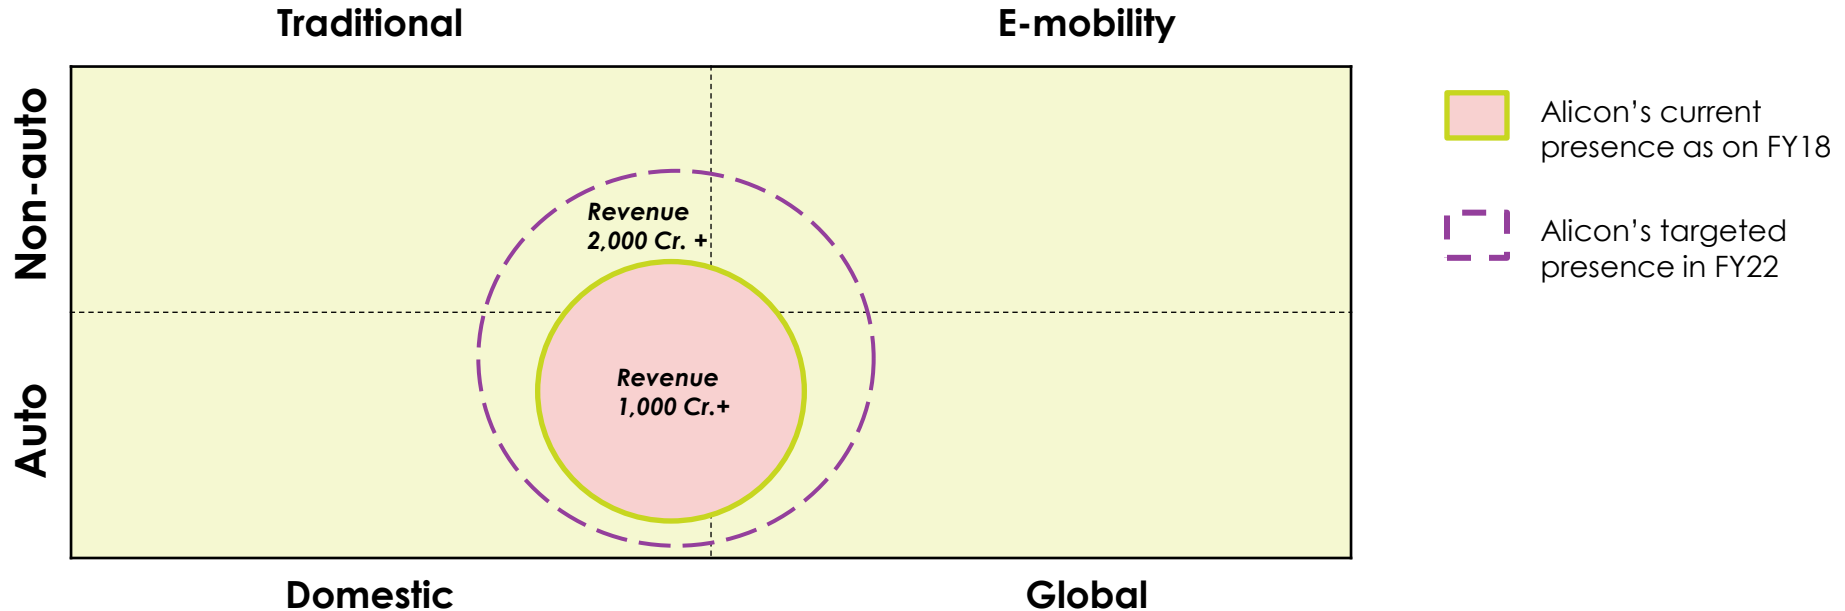 Traditional
E-mobility
Non-auto
Auto
Revenue
2,000 Cr. +
Revenue
1,000 Cr.+
Domestic
Global
Alicon’s current
presence as on FY18
Alicon’s targeted
presence in FY22